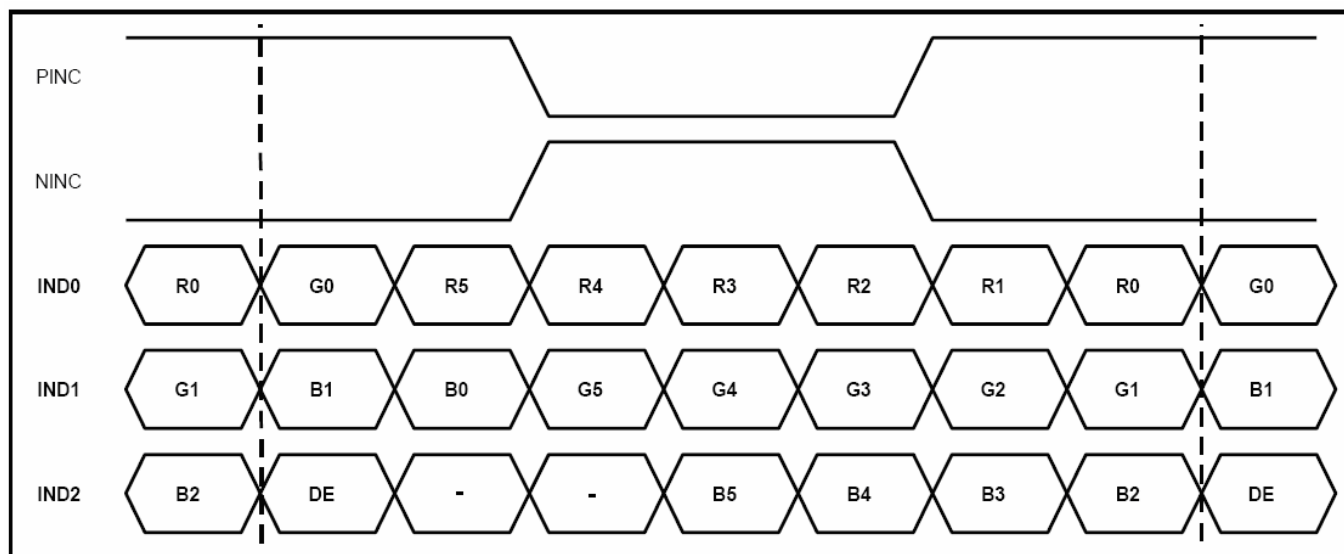 PINC
NINC
IND0 R0 G0 R5 R4 R3 R2 R1 R0 G0
IND1 G1 B1 B0 G5 G4 G3 G2 G1 B1
IND2 B2 DE - - B5 B4 B3 B2 DE